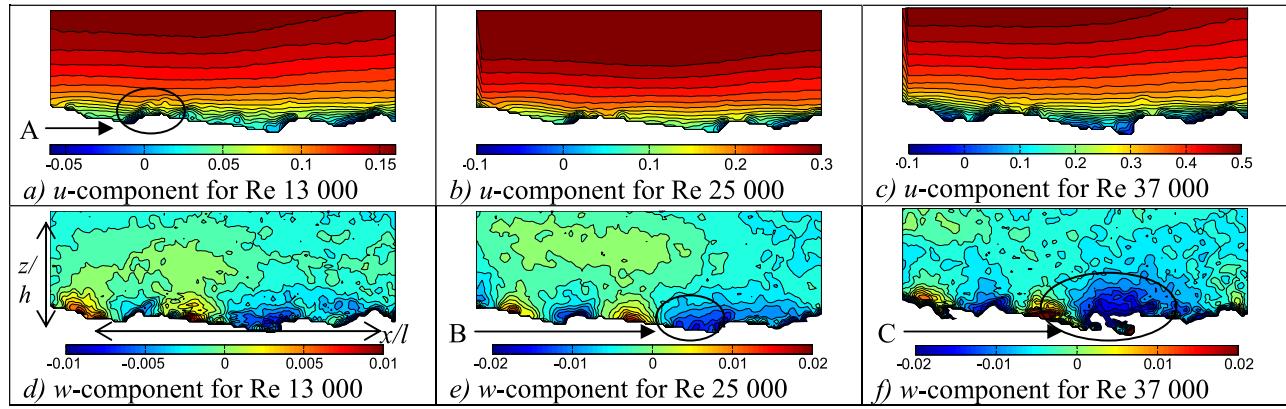 A
-0.05 0 0.05 0.10 0.15
a) u-component for Re 13 000
-0.1 0 0.1 0.2 0.3
b) u-component for Re 25 000
-0.1 0 0.1 0.2 0.3 0.4 0.5
c) u-component for Re 37 000
z/
h
x/l
-0.01 -0.005 0 0.005 0.01
d) w-component for Re 13 000
B
-0.02 -0.01 0 0.01 0.02
e) w-component for Re 25 000
C
-0.02 -0.01 0 0.01 0.02
f) w-component for Re 37 000